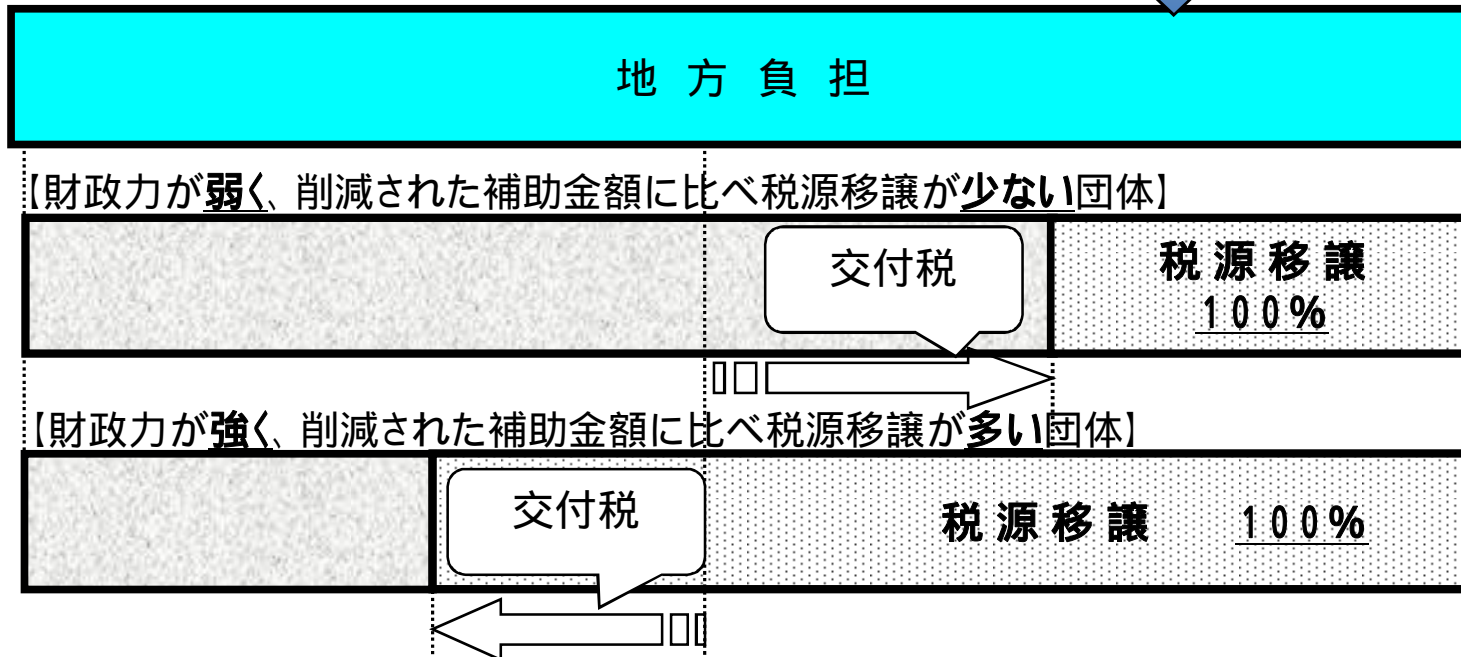 地方負担
【財政力が弱く、削減された補助金額に比べ税源移譲が少ない団体】
交付税
税源移譲
100%
【財政力が強く、削減された補助金額に比べ税源移譲が多い団体】
交付税
税源移譲 100%